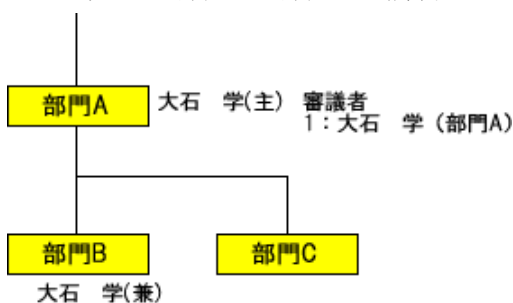 部門A
大石　学(主)　審議者
1：大石　学（部門A）
部門B
部門C
大石　学(兼)